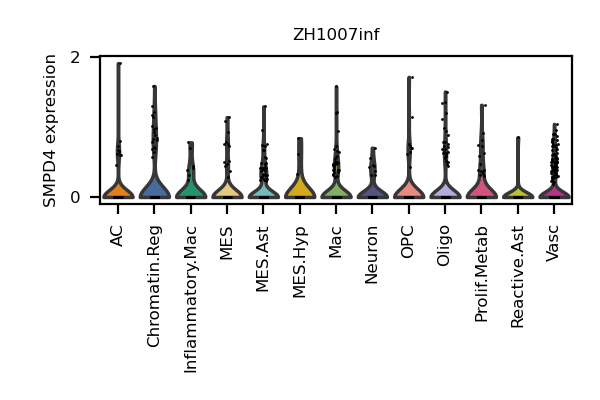 ZH1007inf
SMPD4 expression
2
0
AC
Chromatin.Reg
Inflammatory.Mac
MES
MES.Ast
MES.Hyp
Mac
Neuron
OPC
Oligo
Prolif.Metab
Reactive.Ast
Vasc